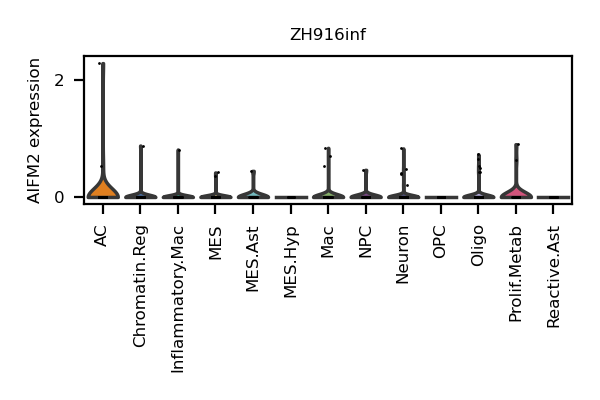 ZH916inf
AIFM2 expression
2
0
AC
Chromatin.Reg
Inflammatory.Mac
MES
MES.Ast
MES.Hyp
Mac
NPC
Neuron
OPC
Oligo
Prolif.Metab
Reactive.Ast